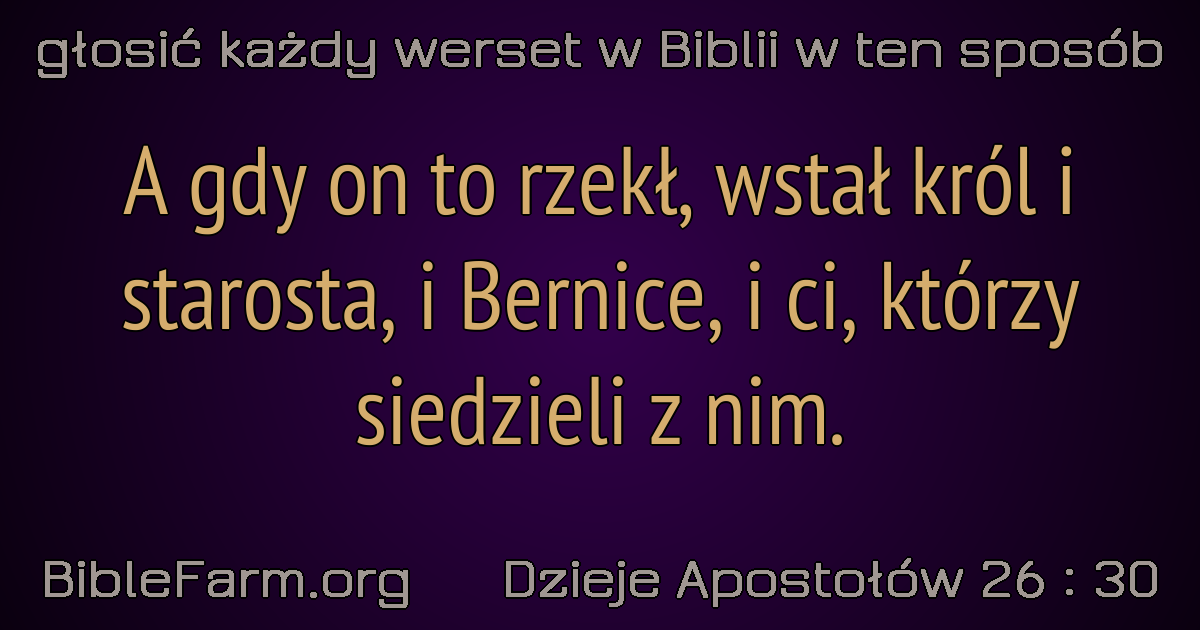 głosić każdy werset w Biblii w ten sposób
A gdy on to rzekł, wstał król i
starosta, i Bernice, i ci, którzy
siedzieli z nim.
BibleFarm.org Dzieje Apostołów 26 : 30